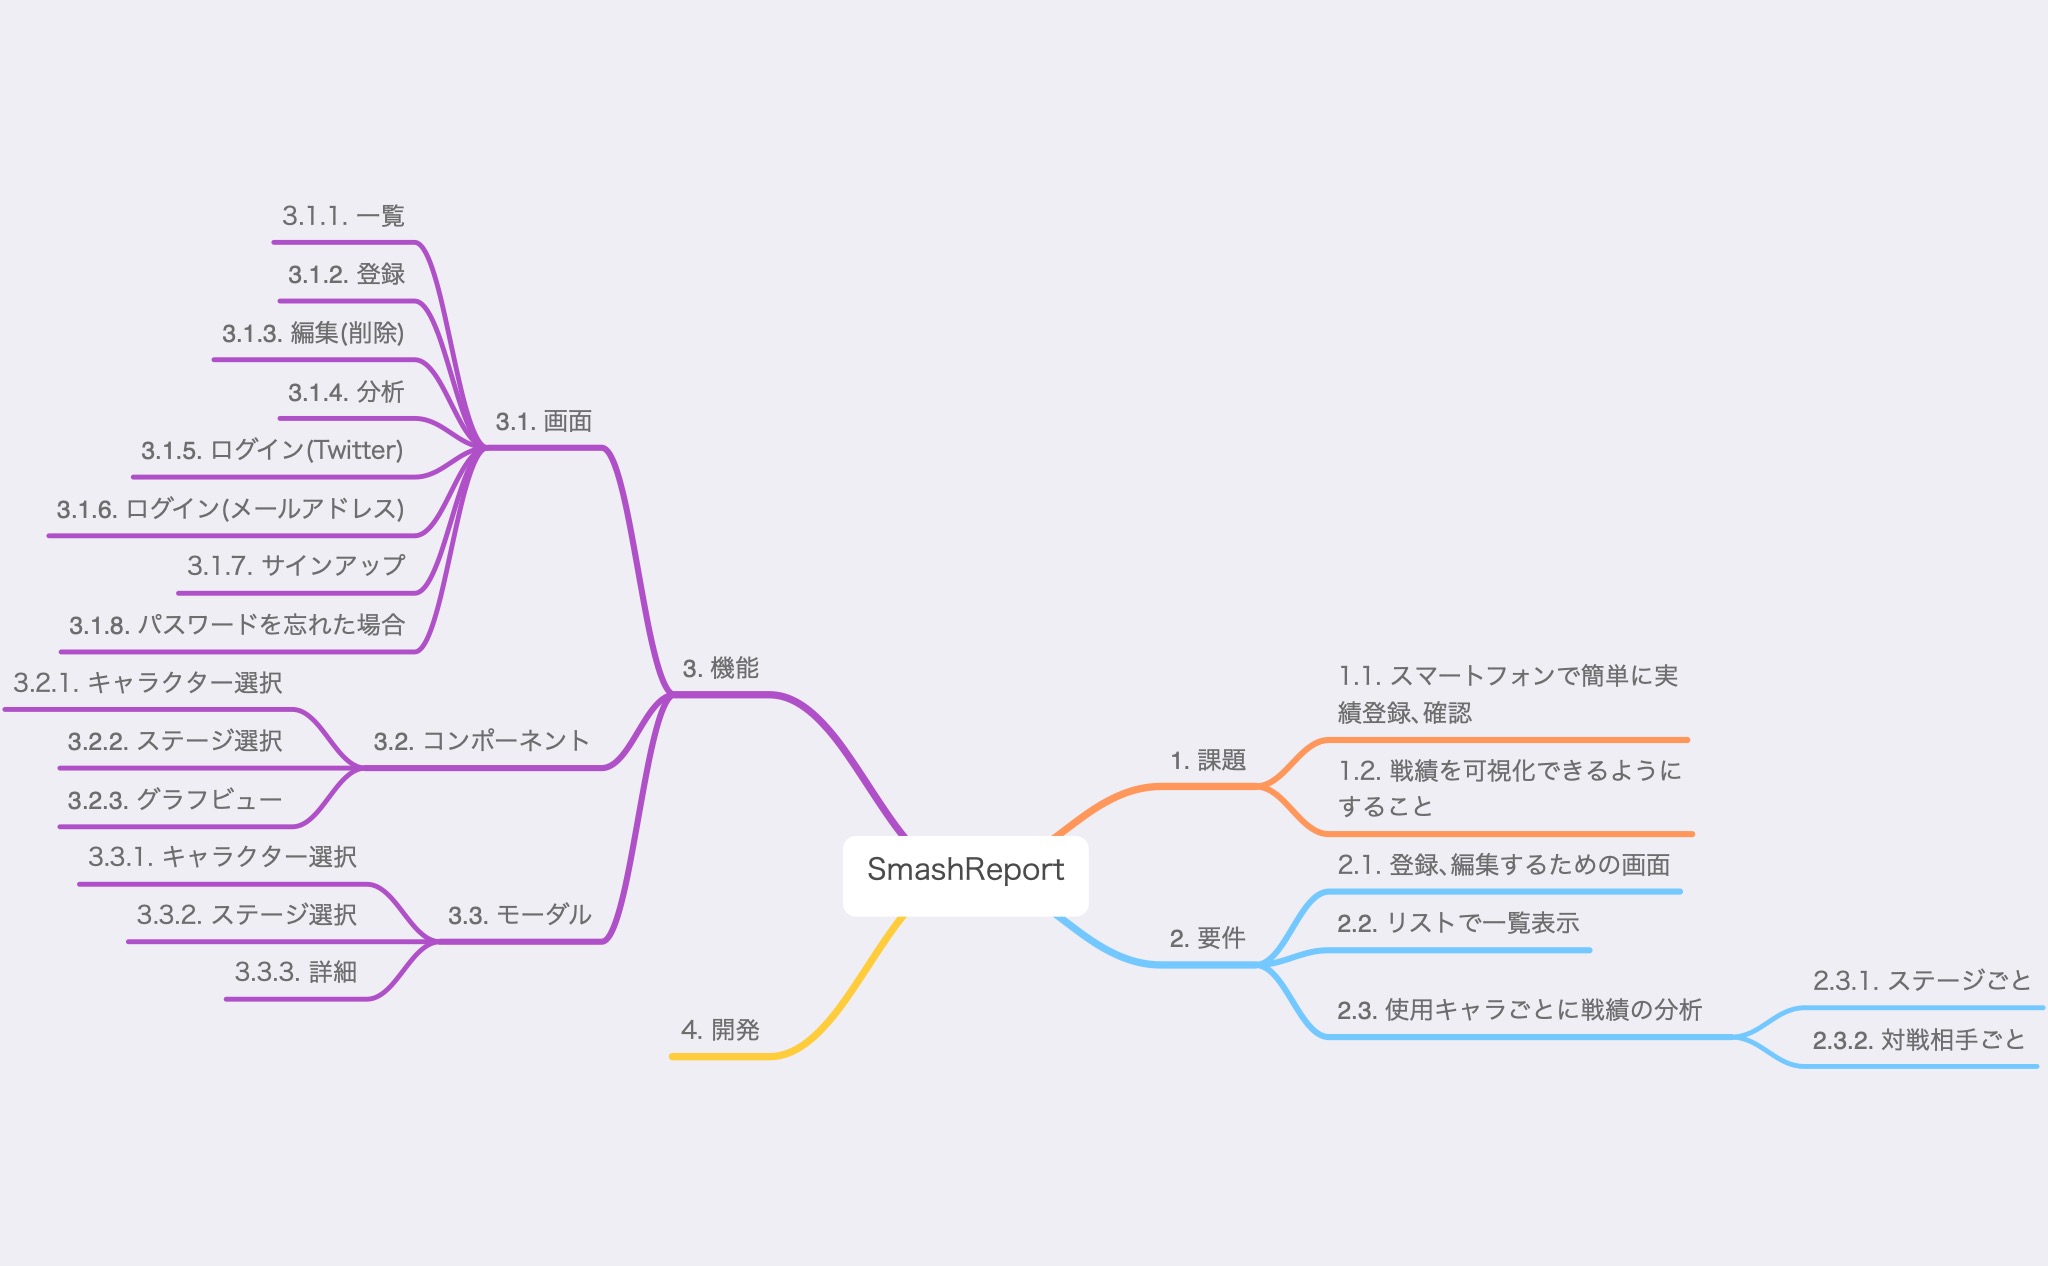 SmashReport
1. 課題
1.1. スマートフォンで簡単に実
績登録、確認
1.2. 戦績を可視化できるように
すること
2. 要件
2.1. 登録、編集するための画面
2.2. リストで一覧表示
2.3. 使用キャラごとに戦績の分析
2.3.1. ステージごと
2.3.2. 対戦相手ごと
3. 機能
3.1. 画面
3.1.1. 一覧
3.1.2. 登録
3.1.3. 編集(削除)
3.1.4. 分析
3.1.5. ログイン(Twitter)
3.1.6. ログイン(メールアドレス)
3.1.7. サインアップ
3.1.8. パスワードを忘れた場合
3.2. コンポーネント
3.2.1. キャラクター選択
3.2.2. ステージ選択
3.2.3. グラフビュー
3.3. モーダル
3.3.1. キャラクター選択
3.3.2. ステージ選択
3.3.3. 詳細
4. 開発